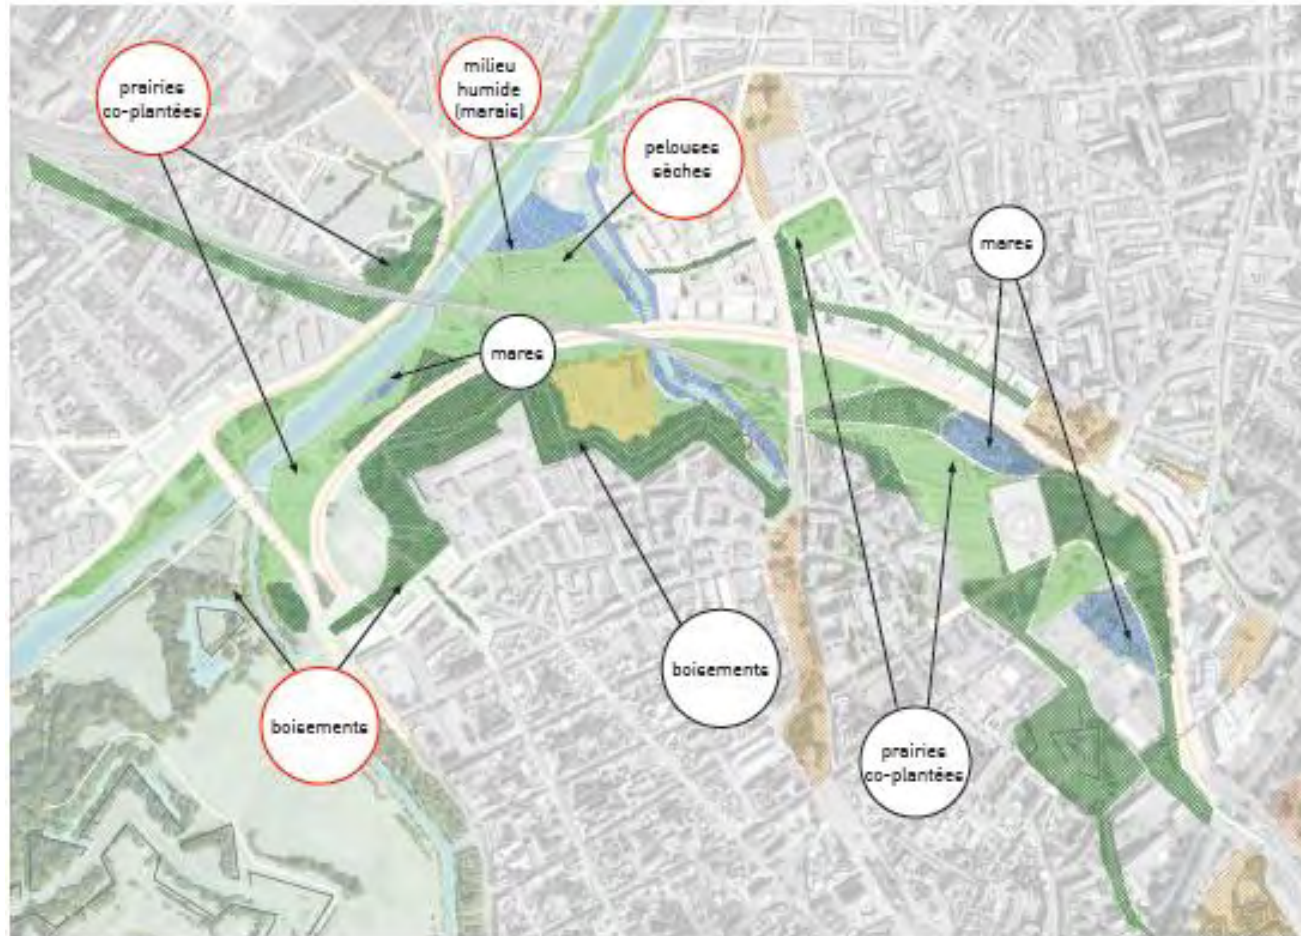 prairies
co-plantées
milieu
humide
(marais)
pelouses
sèches
mares
mares
boisements
boisements
prairies
co-plantées